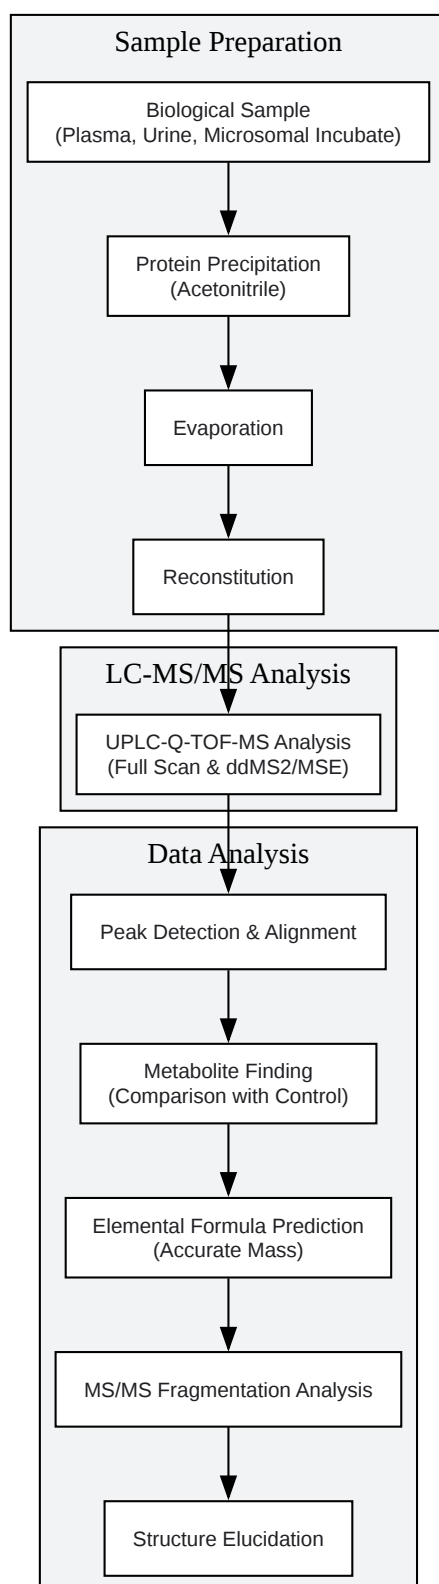 Sample Preparation
Biological Sample
(Plasma, Urine, Microsomal Incubate)
Protein Precipitation
(Acetonitrile)
Evaporation
Reconstitution
LC-MS/MS Analysis
UPLC-Q-TOF-MS Analysis
(Full Scan & ddMS2/MSE)
Data Analysis
Peak Detection & Alignment
Metabolite Finding
(Comparison with Control)
Elemental Formula Prediction
(Accurate Mass)
MS/MS Fragmentation Analysis
Structure Elucidation